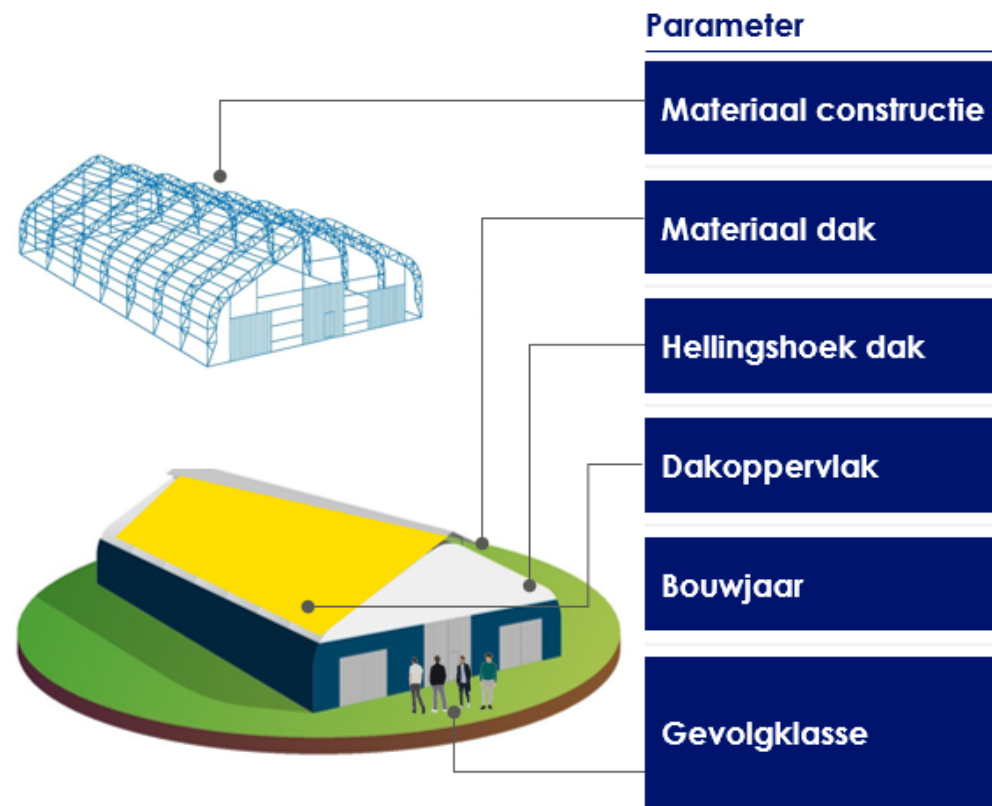 Parameter
Materiaal constructie
Materiaal dak
Hellingshoek dak
Dakoppervlak
Bouwjaar
Gevolgklasse